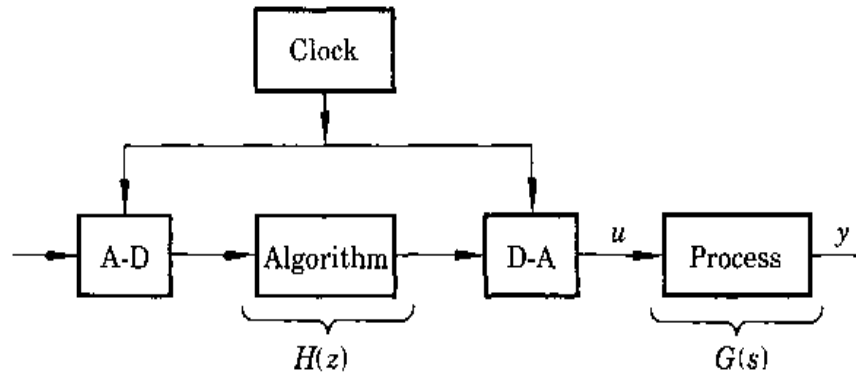 Clock
A-D
Algorithm
D-A
u
Process
y
H(z)
G(s)